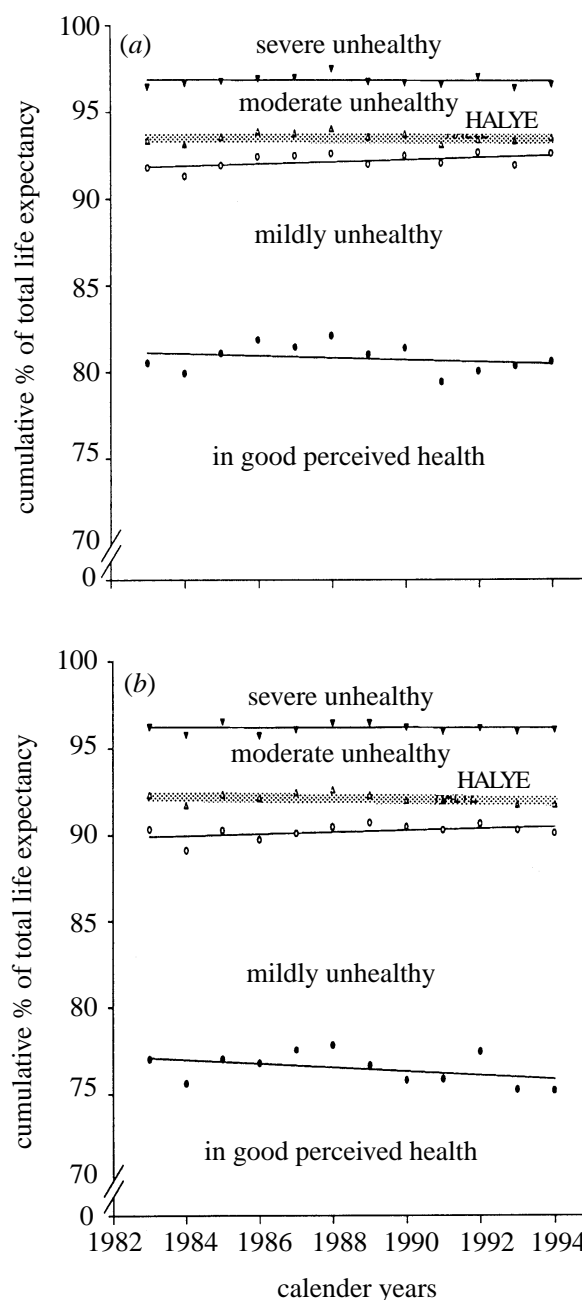 100
(a)
severe unhealthy
95
moderate unhealthy
HALYE
90
mildly unhealthy
85
80
75
in good perceived health
70
0
cumulative % of total life expectancy
100
(b)
severe unhealthy
95
moderate unhealthy
HALYE
90
85
mildly unhealthy
80
75
in good perceived health
70
0
cumulative % of total life expectancy
1982 1984 1986 1988 1990 1992 1994
calender years